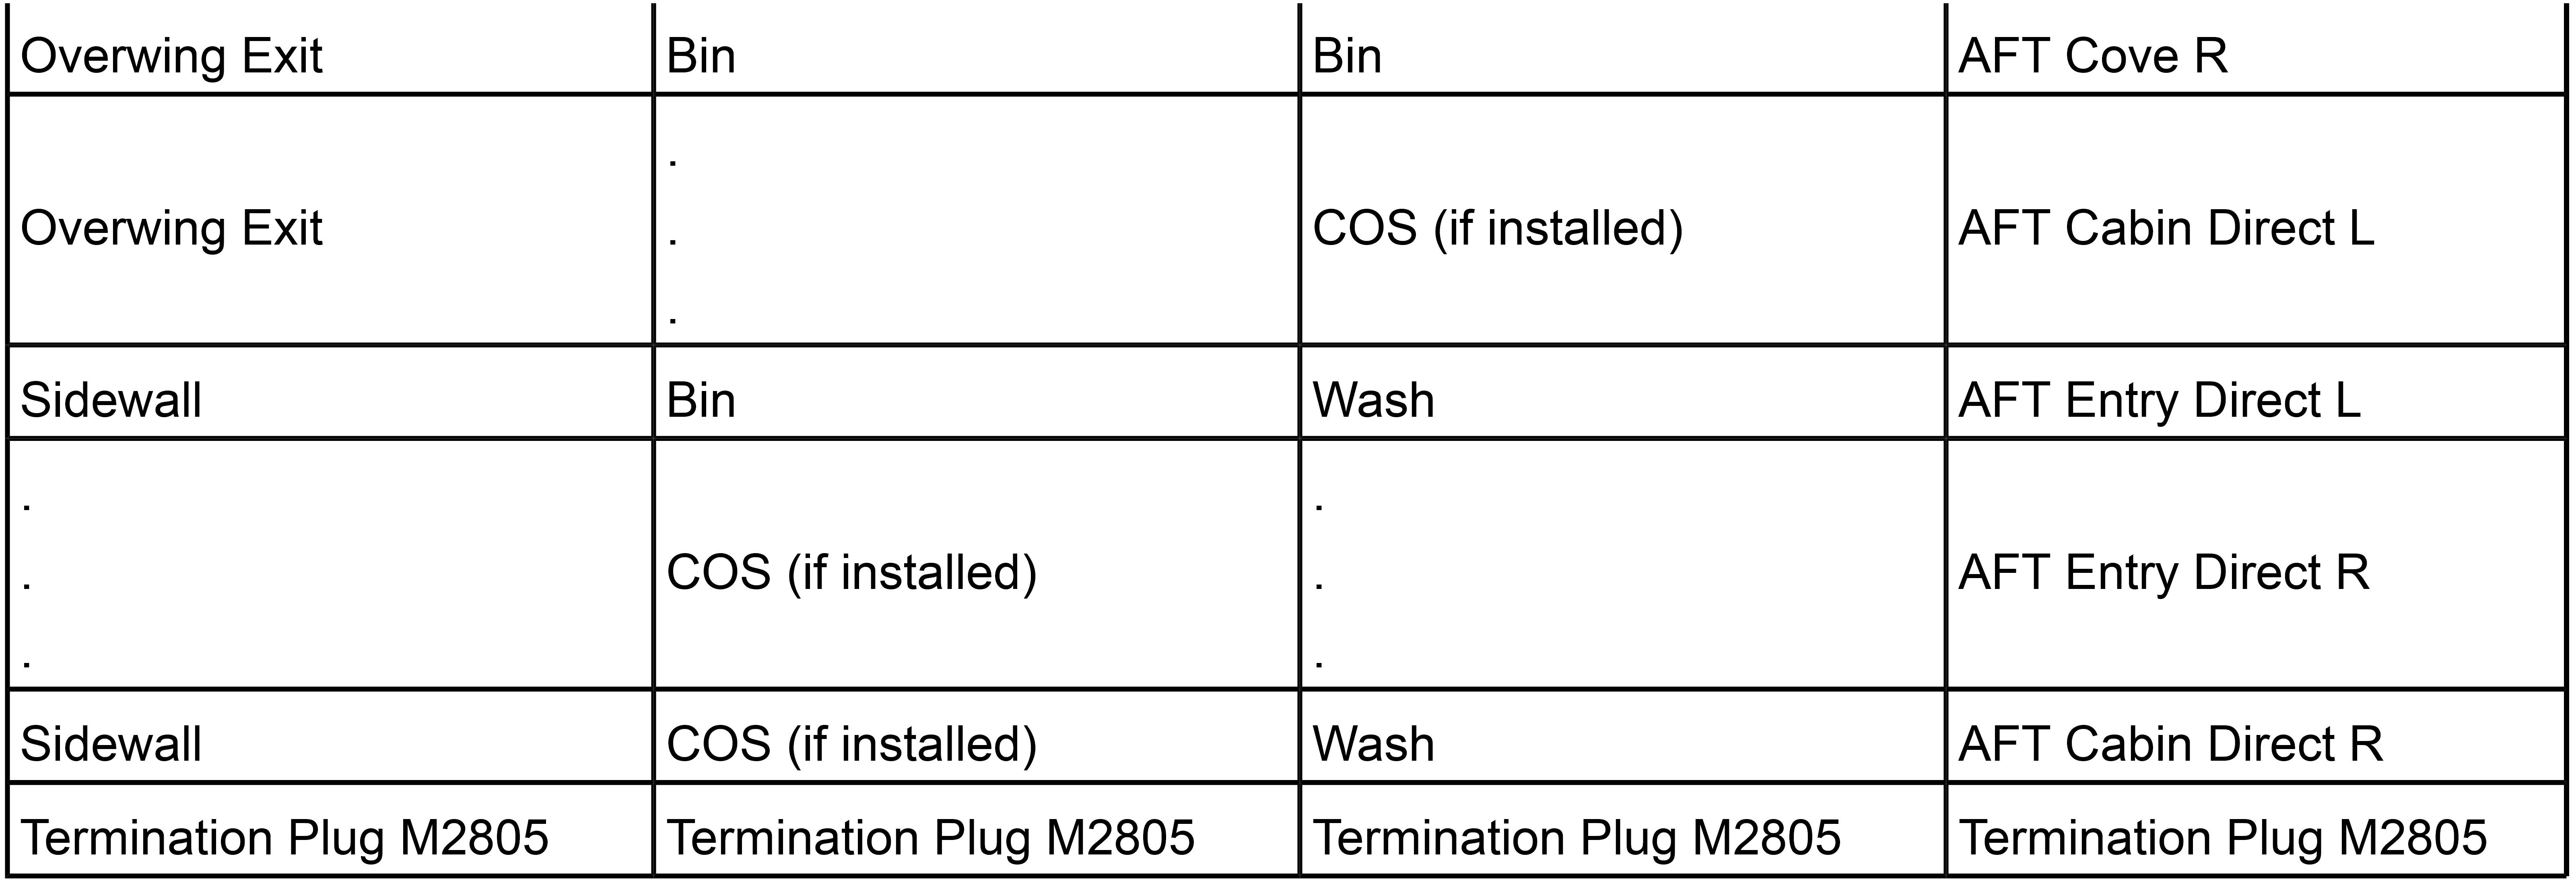 Overwing Exit Bin Bin AFT Cove R
.
Overwing Exit . COS (if installed) AFT Cabin Direct L
.
Sidewall Bin Wash AFT Entry Direct L
. .
. COS (if installed) . AFT Entry Direct R
. .
Sidewall COS (if installed) Wash AFT Cabin Direct R
Termination Plug M2805 Termination Plug M2805 Termination Plug M2805 Termination Plug M2805